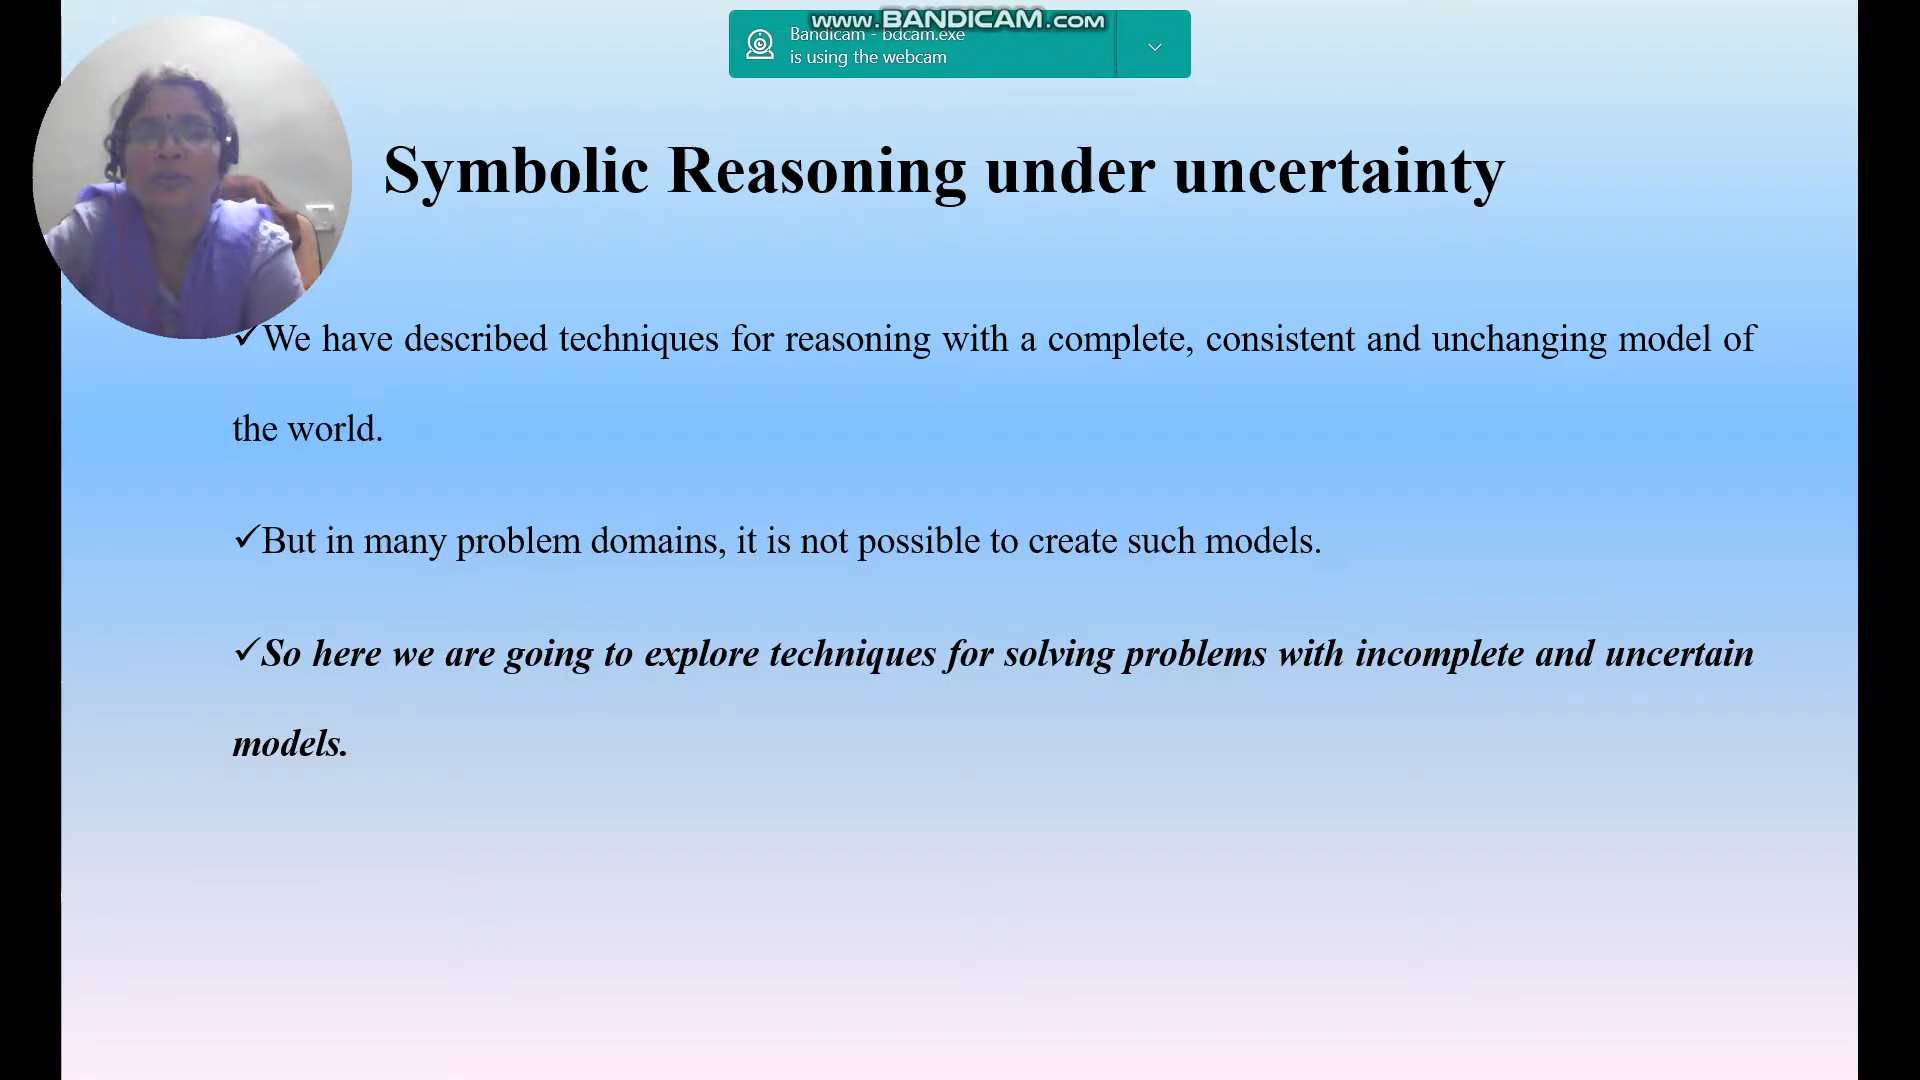 www.BANDICAM.com
Bandicam - bdcam.exe
is using the webcam
Symbolic Reasoning under uncertainty
✓We have described techniques for reasoning with a complete, consistent and unchanging model of
the world.
✓But in many problem domains, it is not possible to create such models.
✓So here we are going to explore techniques for solving problems with incomplete and uncertain
models.